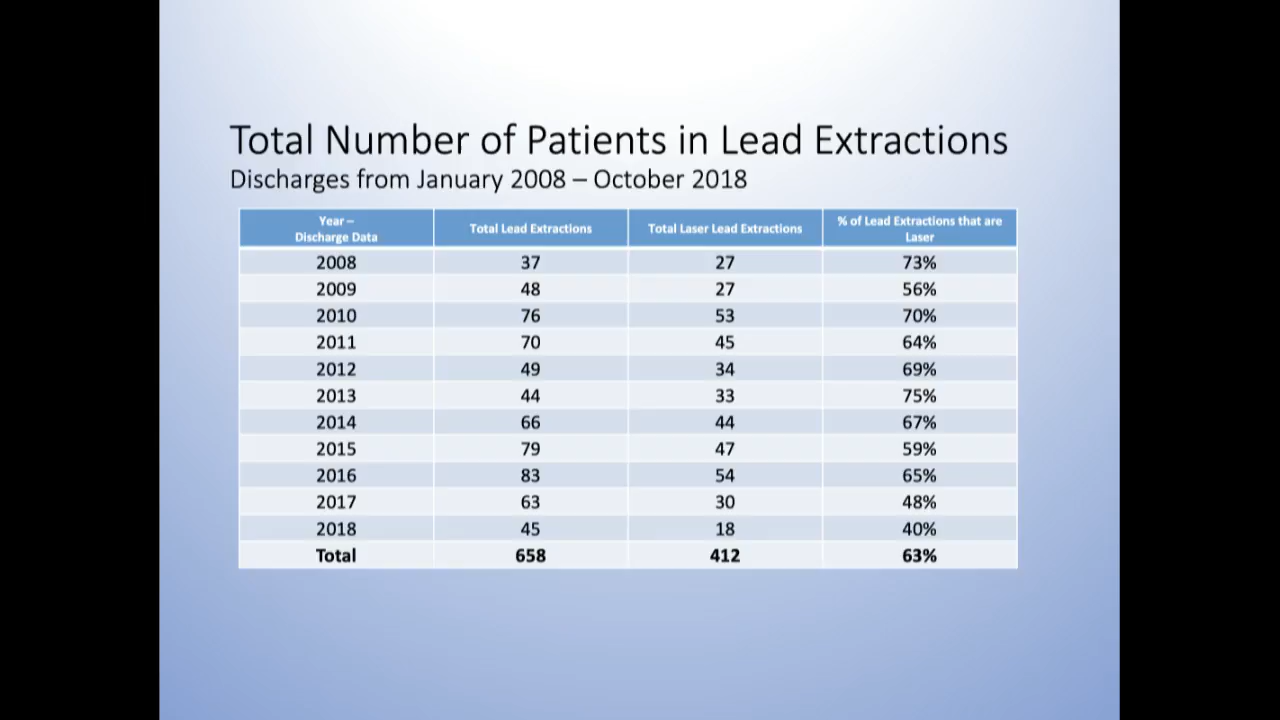 Total Number of Patients in Lead Extractions
Discharges from January 2008 – October 2018
Year – Discharge Data Total Lead Extractions Total Laser Lead Extractions % of Lead Extractions that are Laser
2008 37 27 73%
2009 48 27 56%
2010 76 53 70%
2011 70 45 64%
2012 49 34 69%
2013 44 33 75%
2014 66 44 67%
2015 79 47 59%
2016 83 54 65%
2017 63 30 48%
2018 45 18 40%
Total 658 412 63%